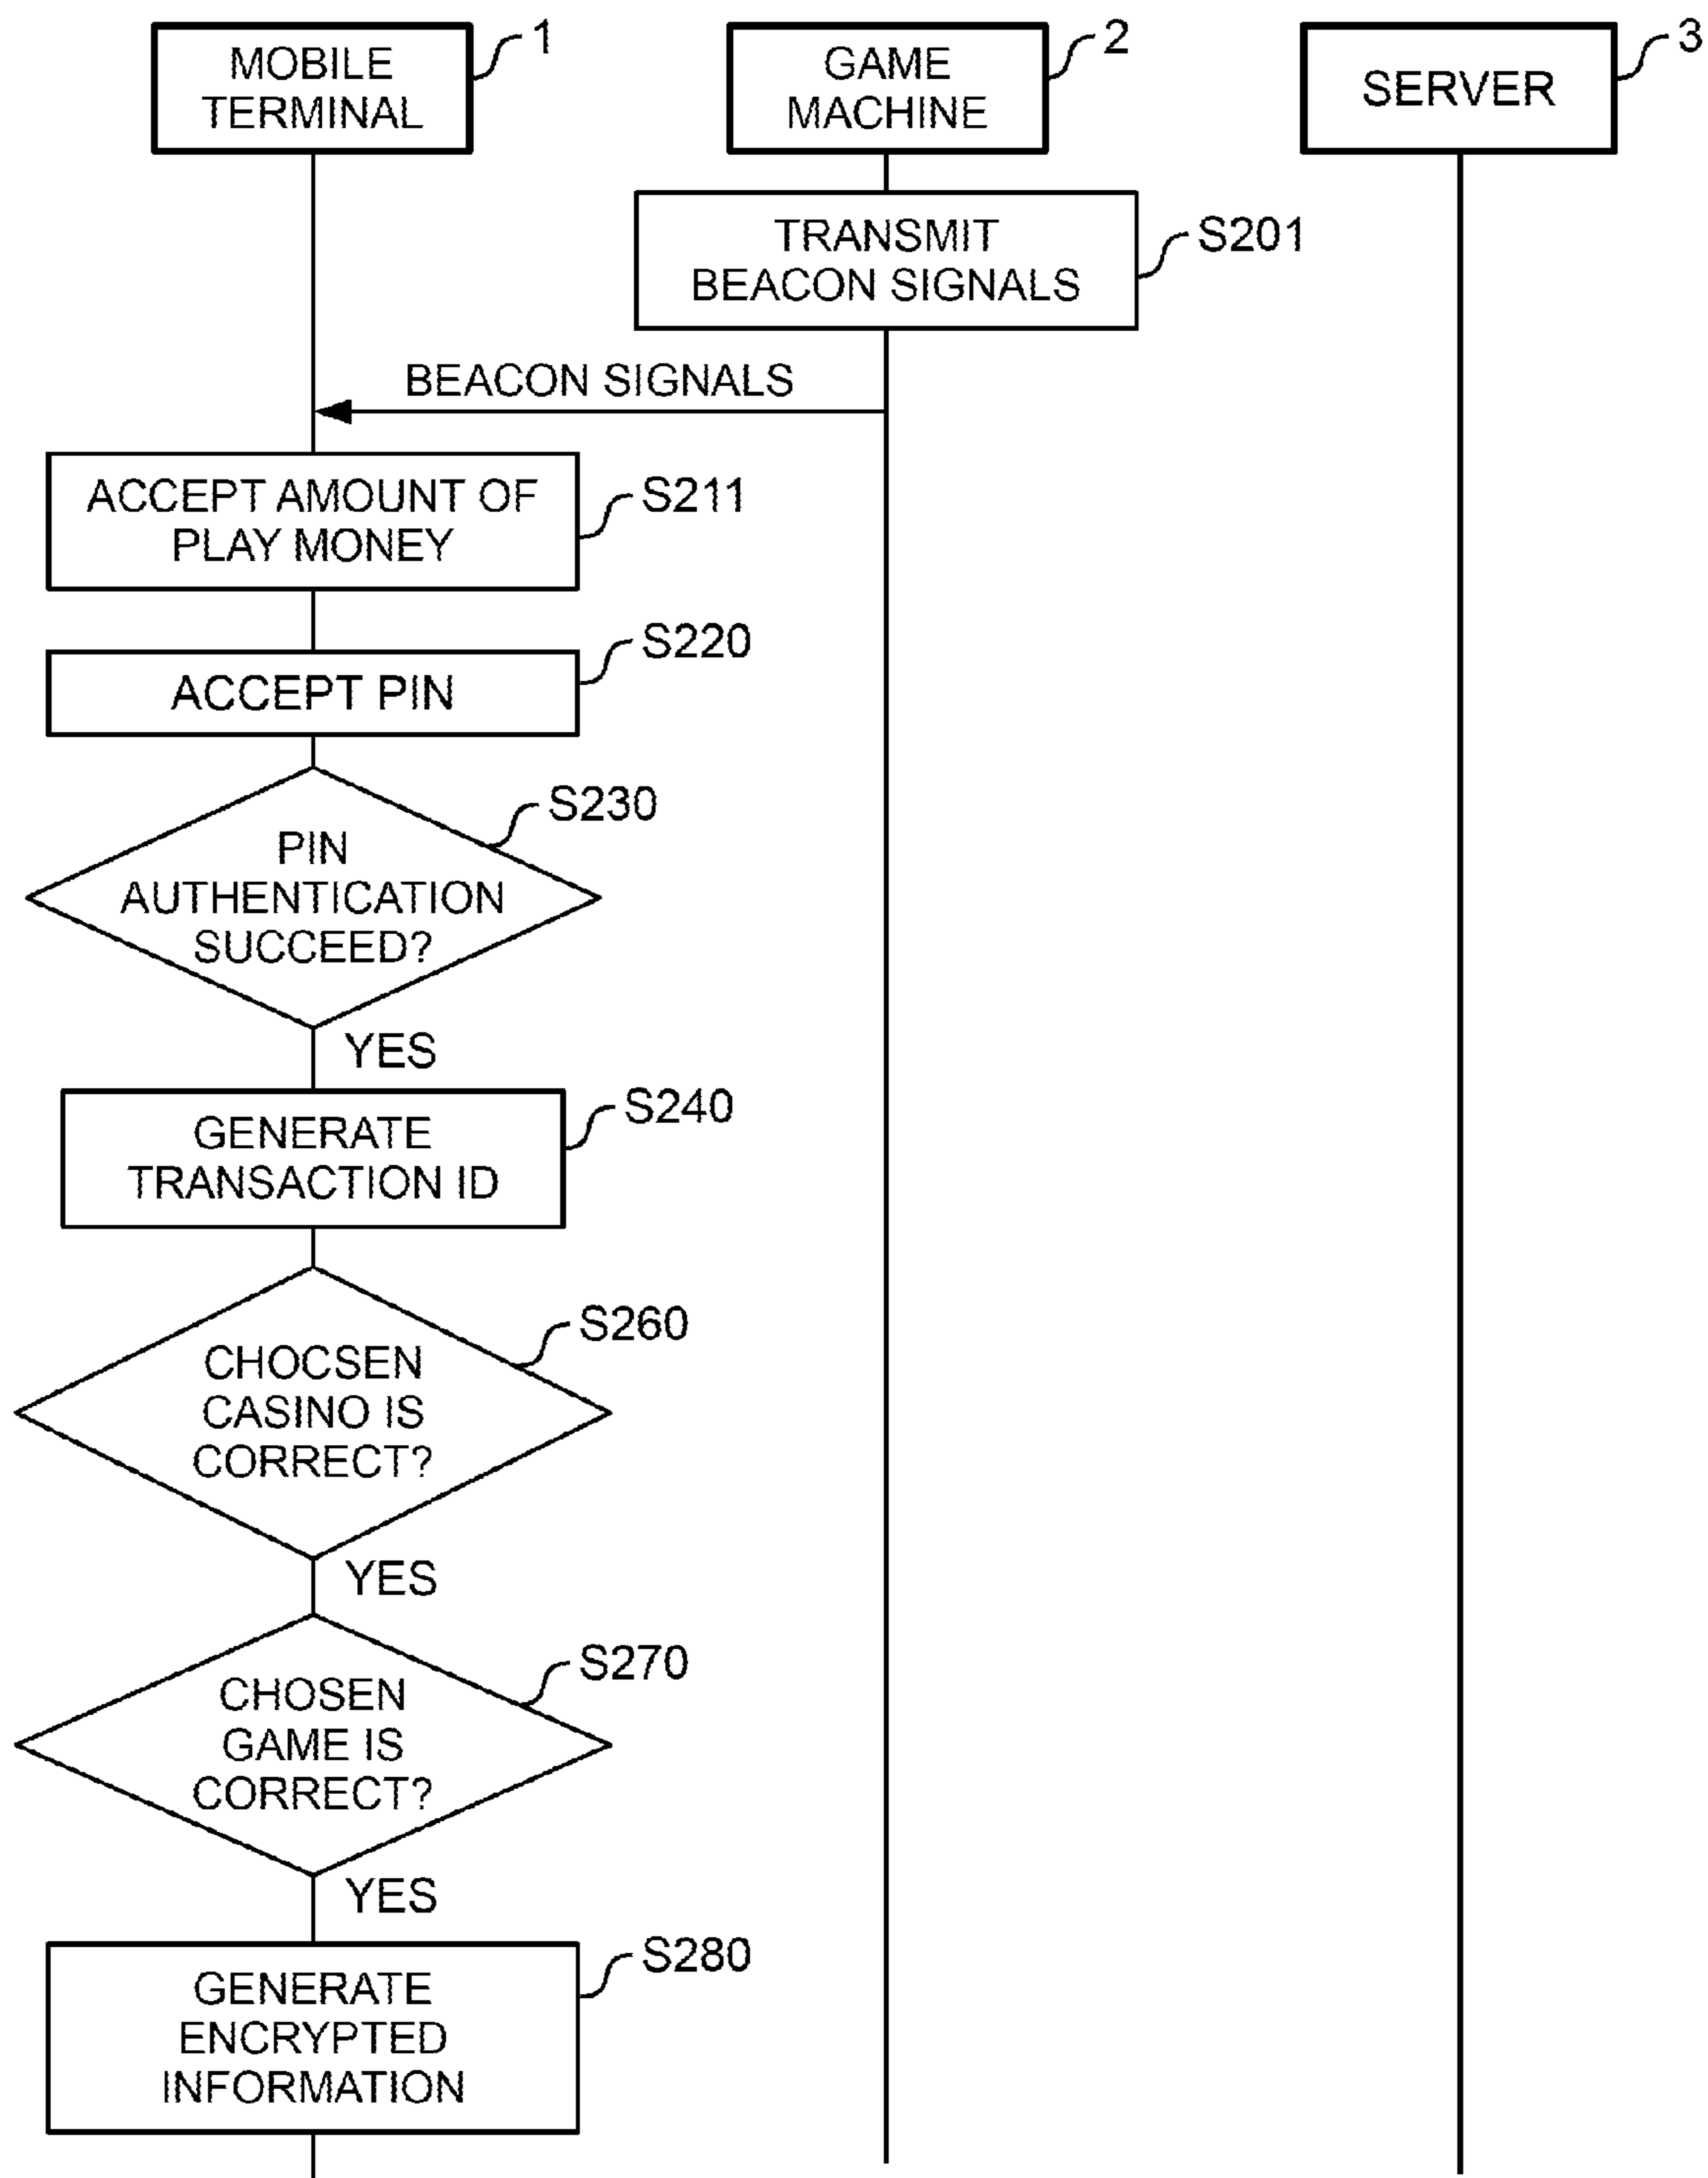 MOBILE
TERMINAL
1
GAME
MACHINE
2
SERVER
3
TRANSMIT
BEACON SIGNALS
S201
BEACON SIGNALS
ACCEPT AMOUNT OF
PLAY MONEY
S211
ACCEPT PIN
S220
PIN
AUTHENTICATION
SUCCEED?
S230
YES
GENERATE
TRANSACTION ID
S240
CHOCSEN
CASINO IS
CORRECT?
S260
YES
CHOSEN
GAME IS
CORRECT?
S270
YES
GENERATE
ENCRYPTED
INFORMATION
S280